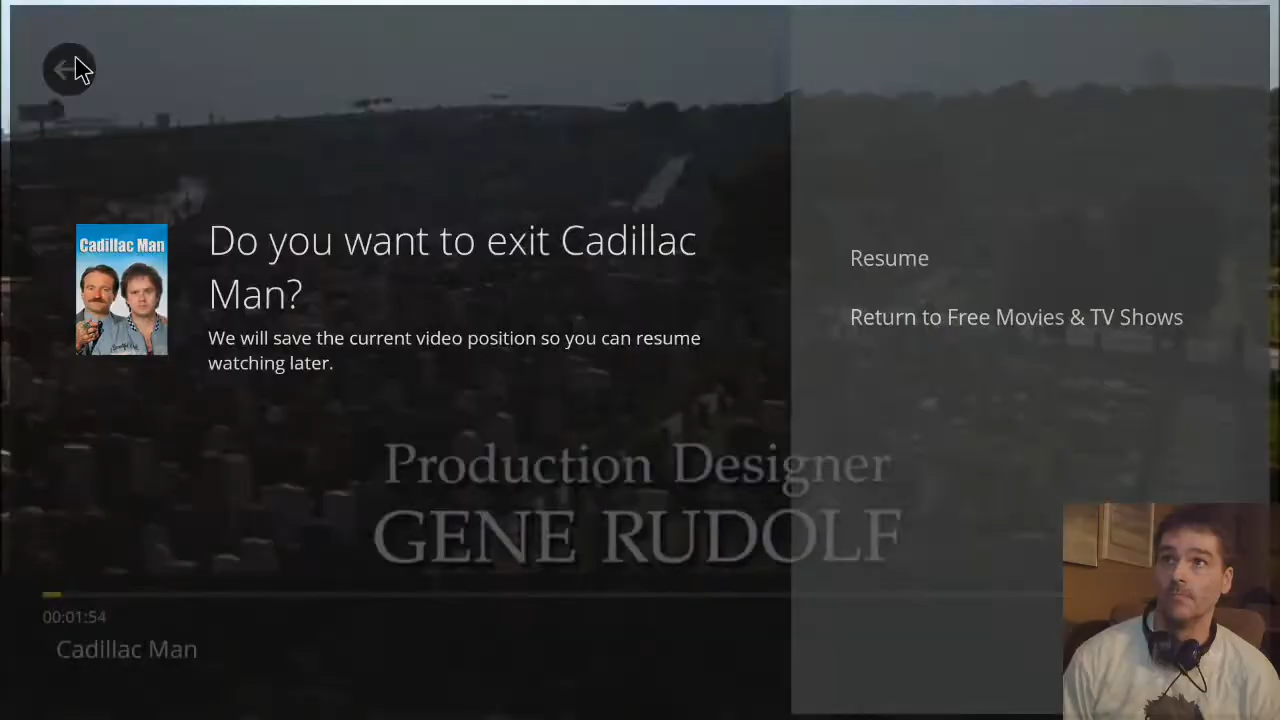 Cadillac Man
Do you want to exit Cadillac
Man?
We will save the current video position so you can resume
watching later.
Resume
Return to Free Movies & TV Shows
Production Designer
GENE RUDOLF
00:01:54
Cadillac Man